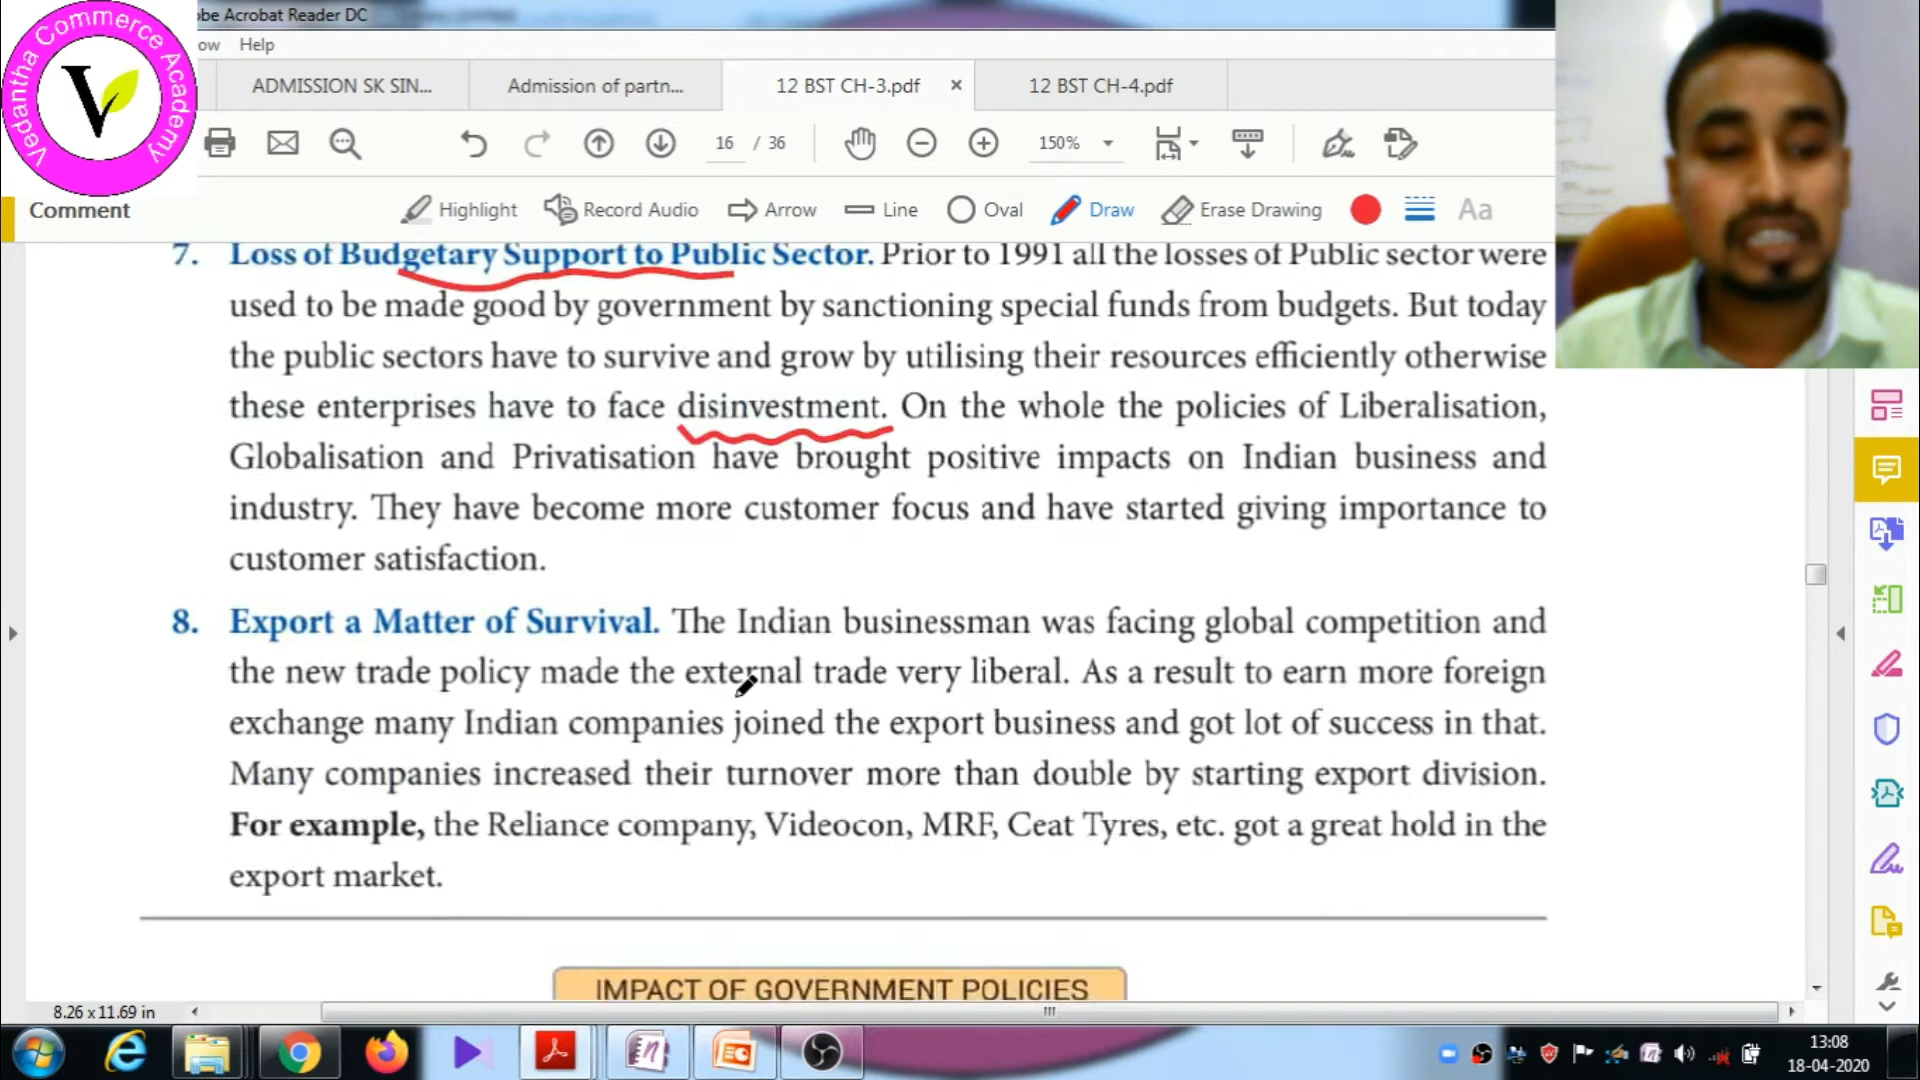 Vedantha Commerce Academy
V
obe Acrobat Reader DC
ow Help
ADMISSION SK SIN... Admission of partn... 12 BST CH-3.pdf × 12 BST CH-4.pdf
16 / 36 150%
Comment Highlight Record Audio Arrow Line Oval Draw Erase Drawing Aa
7. Loss of Budgetary Support to Public Sector. Prior to 1991 all the losses of Public sector were
used to be made good by government by sanctioning special funds from budgets. But today
the public sectors have to survive and grow by utilising their resources efficiently otherwise
these enterprises have to face disinvestment. On the whole the policies of Liberalisation,
Globalisation and Privatisation have brought positive impacts on Indian business and
industry. They have become more customer focus and have started giving importance to
customer satisfaction.
8. Export a Matter of Survival. The Indian businessman was facing global competition and
the new trade policy made the external trade very liberal. As a result to earn more foreign
exchange many Indian companies joined the export business and got lot of success in that.
Many companies increased their turnover more than double by starting export division.
For example, the Reliance company, Videocon, MRF, Ceat Tyres, etc. got a great hold in the
export market.
IMPACT OF GOVERNMENT POLICIES
8.26 x 11.69 in
13:08
18-04-2020